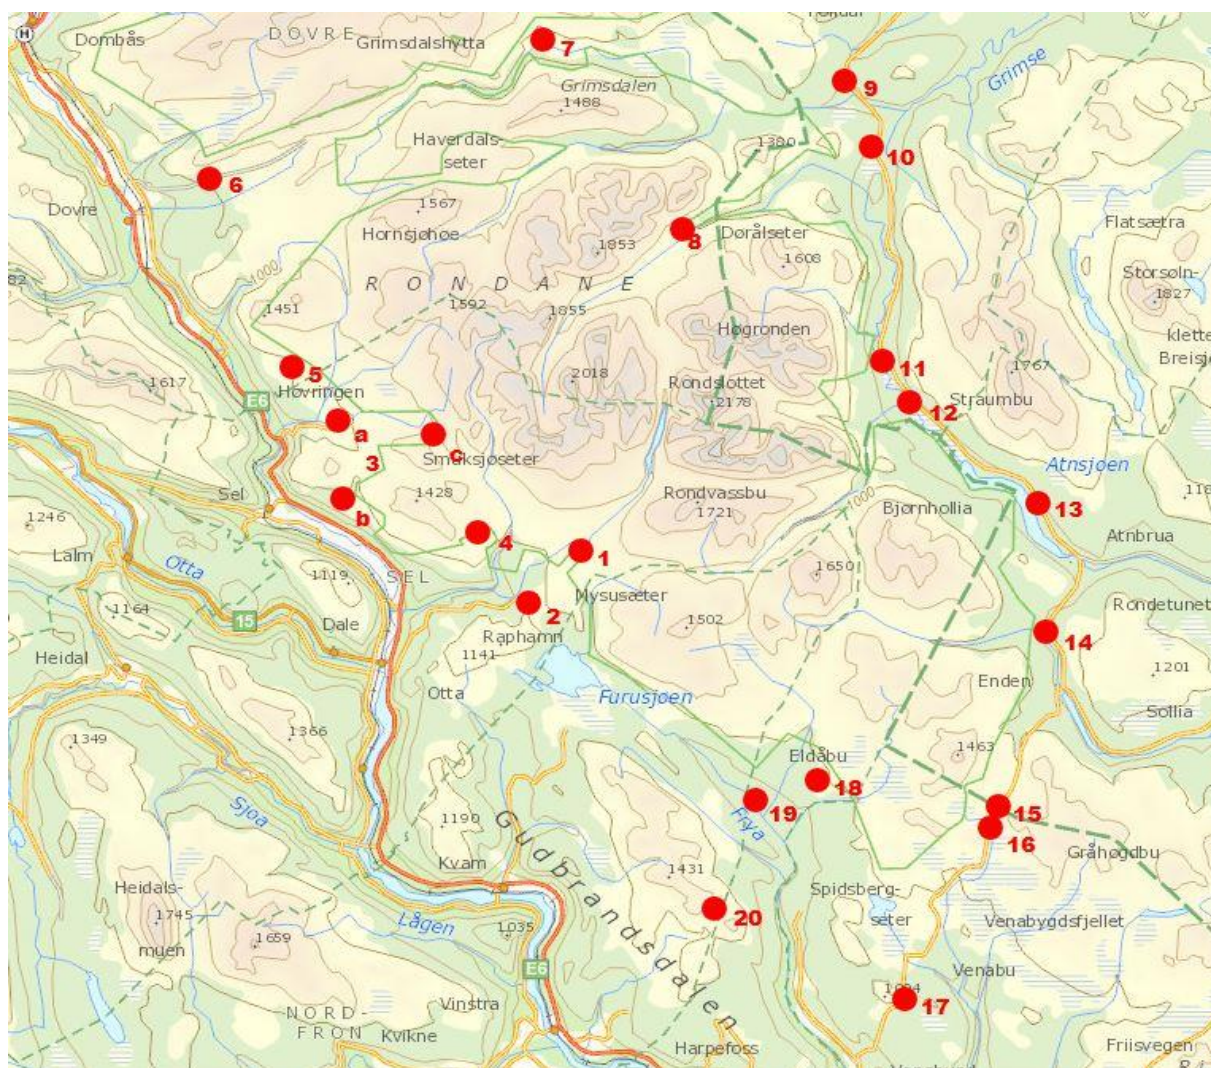 H
Dombås
DOVRE
Grimsdalshytta
7
Grimsdalen
1488
9
Grimse
Haverdals-
seter
1380
10
6
Dovre
1567
Hornsjøhoe
1853
8
Dørålseter
1608
Flatsætra
Storsøln-
1827
1000
RONDANE
1451
1592
1855
Høgronden
1617
5
Høvringen
2018
Rondslottet
2178
11
1767
Straumbu
12
E6
a
3
c
Smuksjøseter
Atnsjøen
Sel
b
1428
Rondvassbu
1721
1000
Bjørnhollia
13
1246
Lalm
Otta
4
1
Atnbrua
SEL
1119
1650
1164
15
Dale
Mysusæter
2
Raphamn
1502
Rondetunet
14
Heidal
1141
1201
Otta
Furusjøen
Enden
Sollia
1349
1366
Eldåbu
1463
18
19
15
Sjoa
1190
Frya
16
Gudbrandsdalen
Kvam
1431
Gråhøgdbu
Heidals-
muen
1745
Spidsberg-
seter
Venabygdsfjellet
20
Lågen
1035
1659
E6
Venabu
17
Vinstra
NORD-
FRON
Kvikne
Harpefoss
Friisvegen